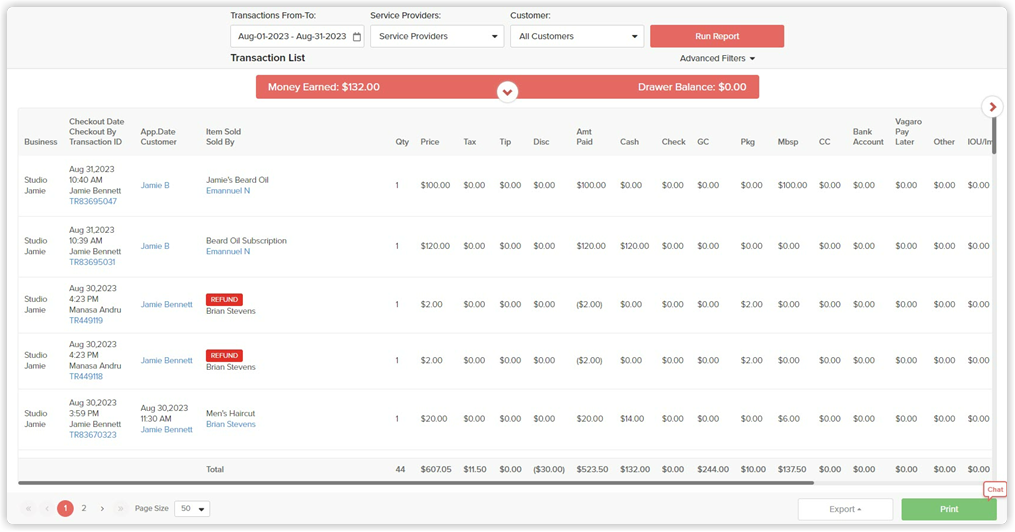 Transactions From-To: Service Providers: Customer:
Aug-01-2023 - Aug-31-2023 Service Providers All Customers Run Report
Transaction List Advanced Filters
Money Earned: $132.00 Drawer Balance: $0.00
Business Checkout Date Checkout By Transaction ID App.Date Customer Item Sold Sold By Qty Price Tax Tip Disc Amt Paid Cash Check GC Pkg Mbsp CC Bank Account Vagaro Pay Later Other IOU/In
Studio Jamie Aug 31,2023 10:40 AM Jamie Bennett TR83695047 Jamie B Jamie's Beard Oil Emannuel N 1 $100.00 $0.00 $0.00 $0.00 $100.00 $0.00 $0.00 $0.00 $0.00 $100.00 $0.00 $0.00 $0.00 $0.00 $0.00
Studio Jamie Aug 31,2023 10:39 AM Jamie Bennett TR83695031 Jamie B Beard Oil Subscription Emannuel N 1 $120.00 $0.00 $0.00 $0.00 $120.00 $120.00 $0.00 $0.00 $0.00 $0.00 $0.00 $0.00 $0.00 $0.00 $0.00
Studio Jamie Aug 30,2023 4:23 PM Manasa Andru TR449119 Jamie Bennett REFUND Brian Stevens 1 $2.00 $0.00 $0.00 $0.00 ($2.00) $0.00 $0.00 $0.00 $2.00 $0.00 $0.00 $0.00 $0.00 $0.00 $0.00
Studio Jamie Aug 30,2023 4:23 PM Manasa Andru TR449118 Jamie Bennett REFUND Brian Stevens 1 $2.00 $0.00 $0.00 $0.00 ($2.00) $0.00 $0.00 $0.00 $2.00 $0.00 $0.00 $0.00 $0.00 $0.00 $0.00
Studio Jamie Aug 30,2023 3:59 PM Jamie Bennett TR83670323 Aug 30,2023 11:30 AM Jamie Bennett Men's Haircut Brian Stevens 1 $20.00 $0.00 $0.00 $0.00 $20.00 $14.00 $0.00 $0.00 $0.00 $6.00 $0.00 $0.00 $0.00 $0.00 $0.00
Total 44 $607.05 $11.50 $0.00 ($30.00) $523.50 $132.00 $0.00 $244.00 $10.00 $137.50 $0.00 $0.00 $0.00 $0.00 $0.00
Chat
« ‹ 1 2 › » Page Size 50 Export Print